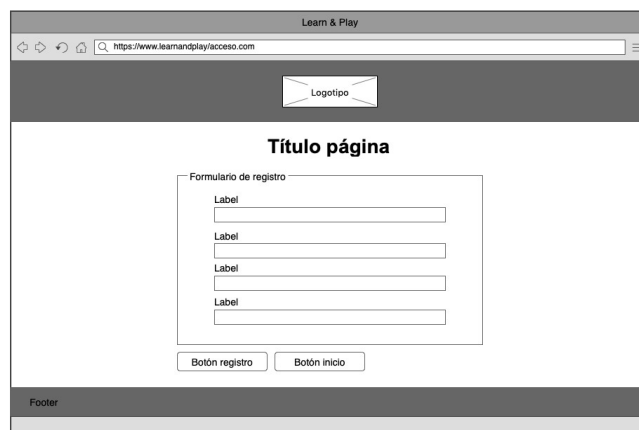 Learn & Play
https://www.learnandplay/acceso.com
Logotipo
Título página
Formulario de registro
Label
Label
Label
Label
Botón registro
Botón inicio
Footer